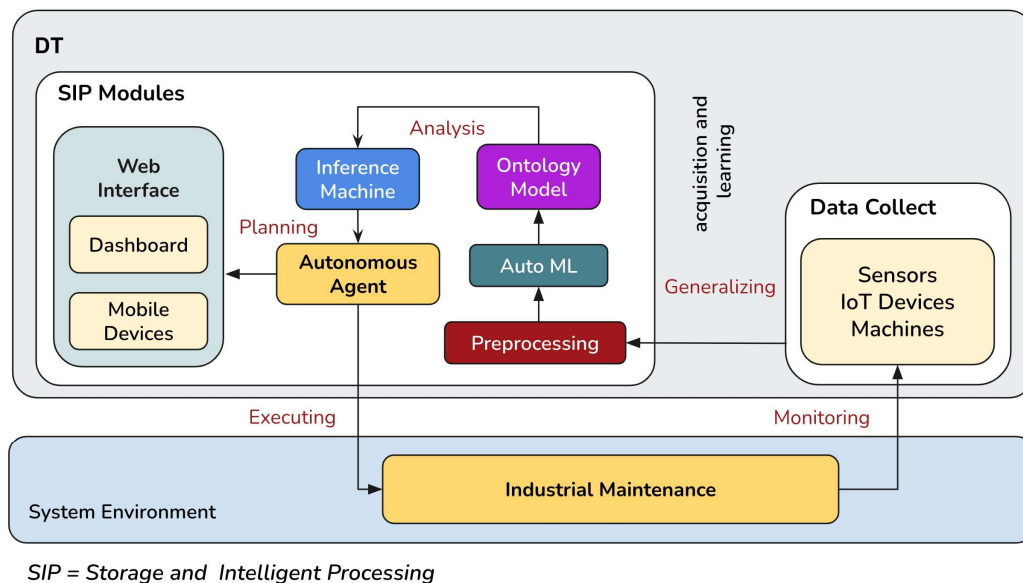 DT
SIP Modules
Web
Interface
Dashboard
Mobile
Devices
Analysis
Inference
Machine
Ontology
Model
Planning
Autonomous
Agent
Auto ML
Preprocessing
acquisition and
learning
Generalizing
Data Collect
Sensors
IoT Devices
Machines
Executing
Monitoring
Industrial Maintenance
System Environment
SIP = Storage and Intelligent Processing